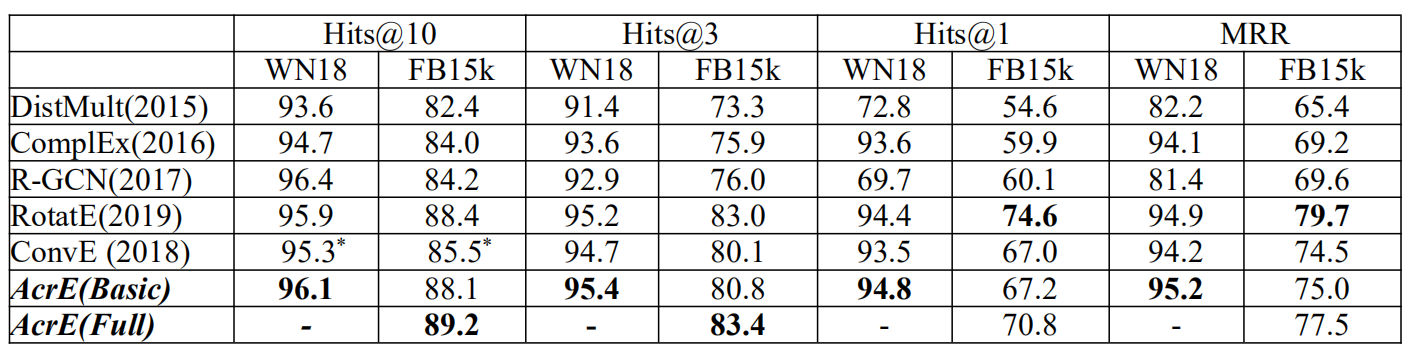 Hits@10 Hits@3 Hits@1 MRR
WN18 FB15k WN18 FB15k WN18 FB15k WN18 FB15k
DistMult(2015) 93.6 82.4 91.4 73.3 72.8 54.6 82.2 65.4
ComplEx(2016) 94.7 84.0 93.6 75.9 93.6 59.9 94.1 69.2
R-GCN(2017) 96.4 84.2 92.9 76.0 69.7 60.1 81.4 69.6
RotatE(2019) 95.9 88.4 95.2 83.0 94.4 74.6 94.9 79.7
ConvE (2018) 95.3* 85.5* 94.7 80.1 93.5 67.0 94.2 74.5
AcrE(Basic) 96.1 88.1 95.4 80.8 94.8 67.2 95.2 75.0
AcrE(Full) - 89.2 - 83.4 - 70.8 - 77.5